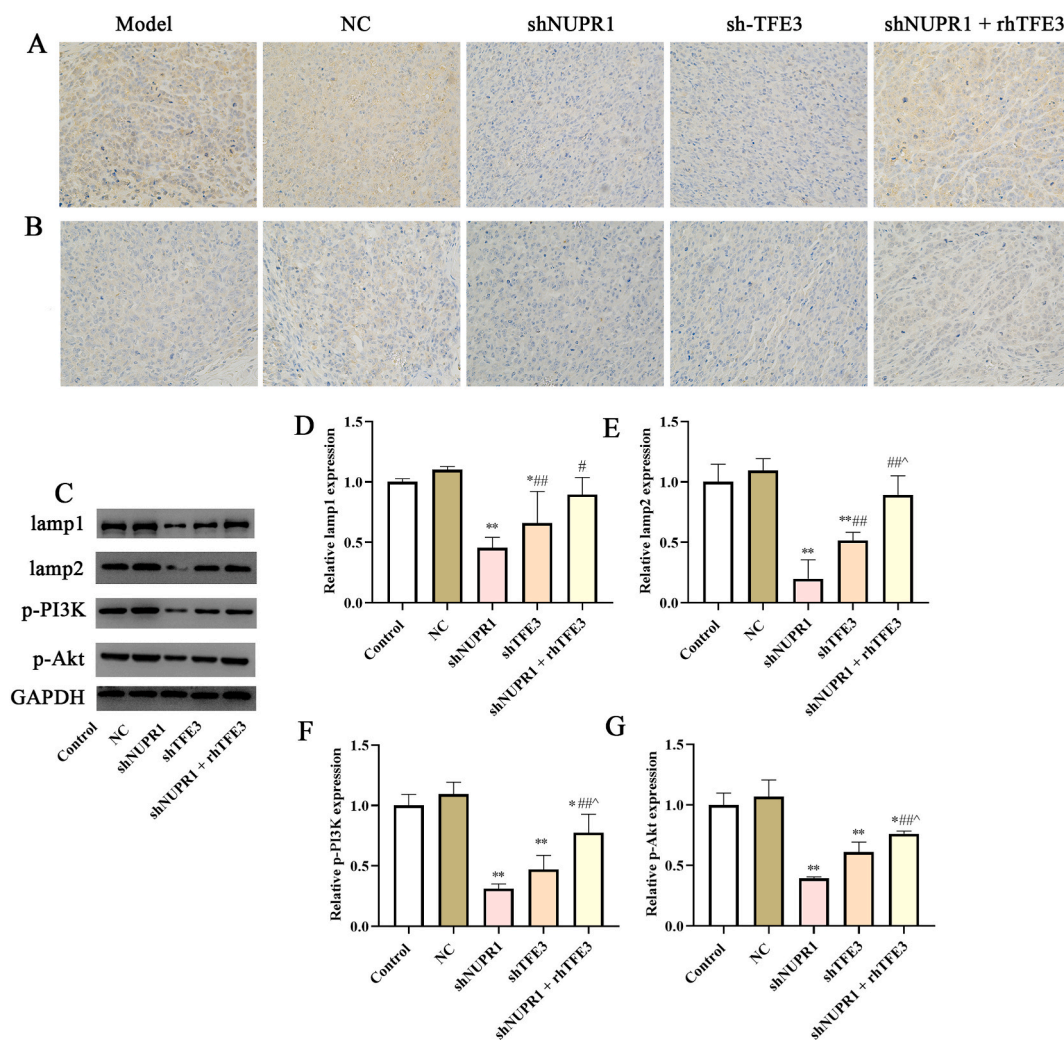 Model NC shNUPR1 sh-TFE3 shNUPR1 + rhTFE3
A
B
C
lamp1
lamp2
p-PI3K
p-Akt
GAPDH
Control
NC
shNUPR1
shTFE3
shNUPR1 + rhTFE3
D
Relative lamp1 expression
1.5
1.0
0.5
0.0
**
*##
#
Control
NC
shNUPR1
shTFE3
shNUPR1 + rhTFE3
E
Relative lamp2 expression
1.5
1.0
0.5
0.0
**
**##
##^
Control
NC
shNUPR1
shTFE3
shNUPR1 + rhTFE3
F
Relative p-PI3K expression
1.5
1.0
0.5
0.0
**
**
*##^
Control
NC
shNUPR1
shTFE3
shNUPR1 + rhTFE3
G
Relative p-Akt expression
1.5
1.0
0.5
0.0
**
**
*##^
Control
NC
shNUPR1
shTFE3
shNUPR1 + rhTFE3